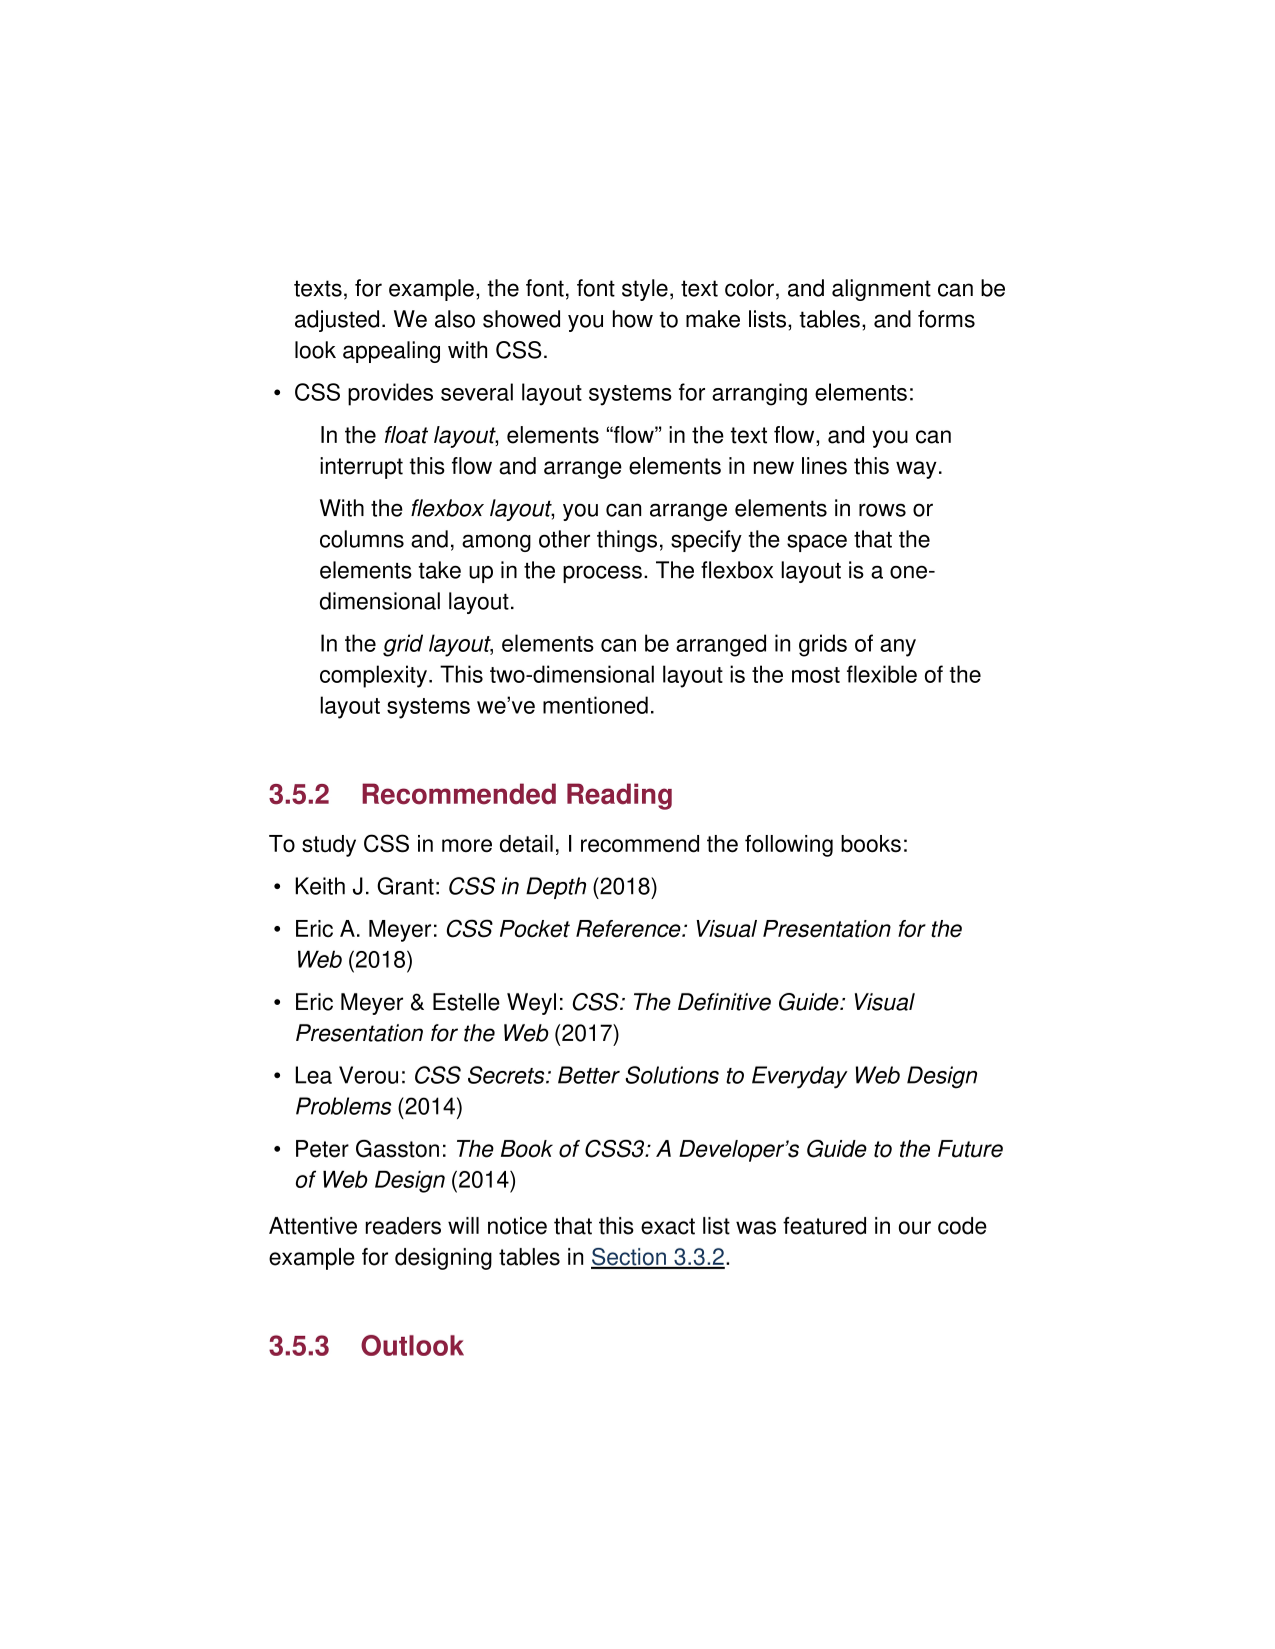 texts, for example, the font, font style, text color, and alignment can be
adjusted. We also showed you how to make lists, tables, and forms
look appealing with CSS.
• CSS provides several layout systems for arranging elements:
In the float layout, elements “flow” in the text flow, and you can
interrupt this flow and arrange elements in new lines this way.
With the flexbox layout, you can arrange elements in rows or
columns and, among other things, specify the space that the
elements take up in the process. The flexbox layout is a one-
dimensional layout.
In the grid layout, elements can be arranged in grids of any
complexity. This two-dimensional layout is the most flexible of the
layout systems we’ve mentioned.
3.5.2 Recommended Reading
To study CSS in more detail, I recommend the following books:
• Keith J. Grant: CSS in Depth (2018)
• Eric A. Meyer: CSS Pocket Reference: Visual Presentation for the
Web (2018)
• Eric Meyer & Estelle Weyl: CSS: The Definitive Guide: Visual
Presentation for the Web (2017)
• Lea Verou: CSS Secrets: Better Solutions to Everyday Web Design
Problems (2014)
• Peter Gasston: The Book of CSS3: A Developer’s Guide to the Future
of Web Design (2014)
Attentive readers will notice that this exact list was featured in our code
example for designing tables in Section 3.3.2.
3.5.3 Outlook